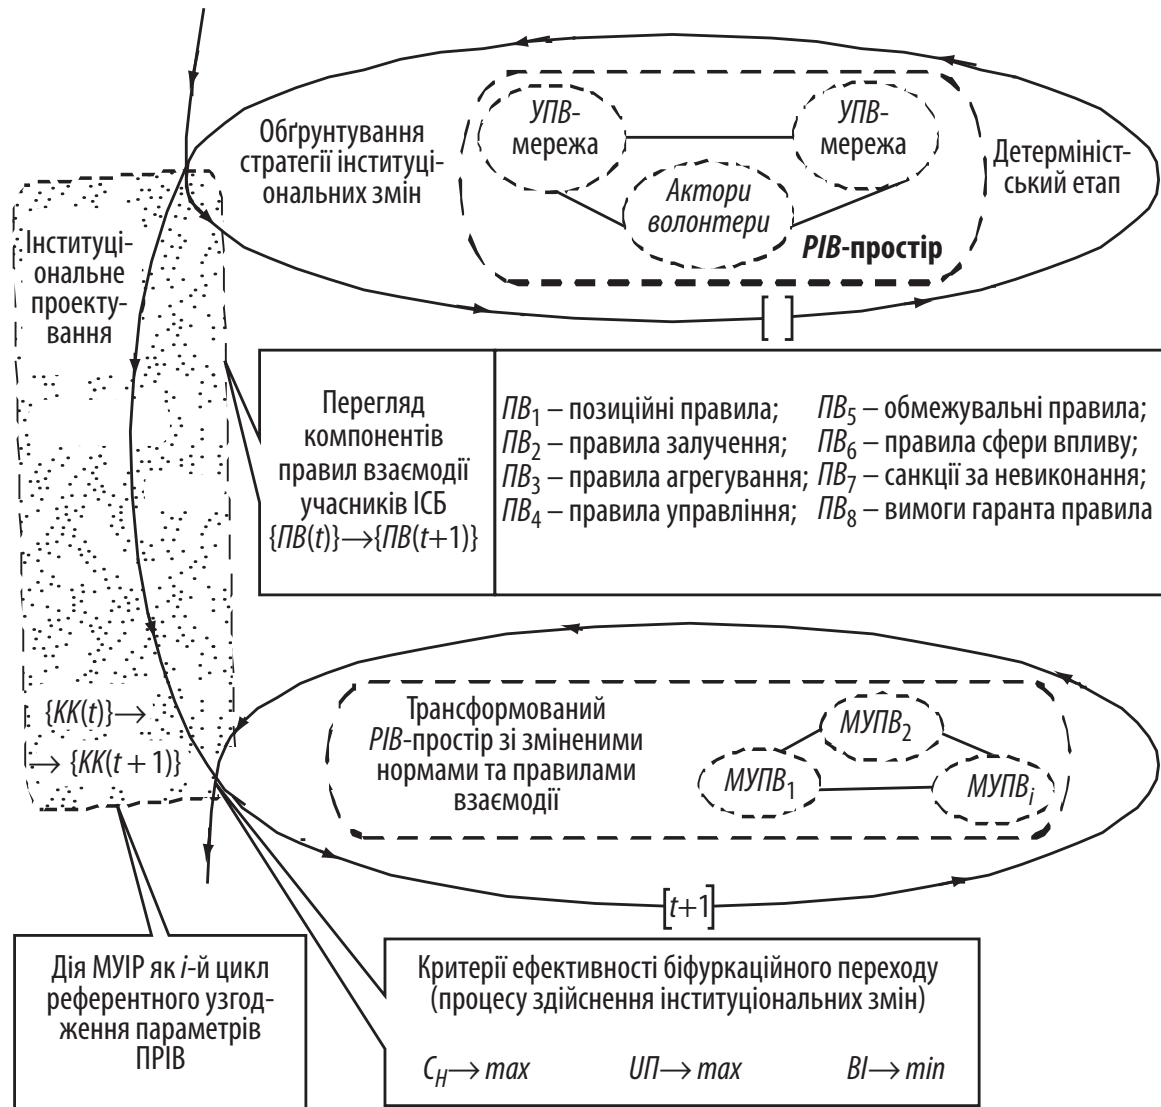 Обґрунтування
стратегії інституці-
ональних змін
УПВ-
мережа
УПВ-
мережа
Актори
волонтери
РІВ-простір
Детермініст-
ський етап
[ ]
Інституці-
ональне
проекту-
вання
Перегляд
компонентів
правил взаємодії
учасників ІСБ
{ПВ(t)}→{ПВ(t+1)}
ПВ1 – позиційні правила;
ПВ2 – правила залучення;
ПВ3 – правила агрегування;
ПВ4 – правила управління;
ПВ5 – обмежувальні правила;
ПВ6 – правила сфери впливу;
ПВ7 – санкції за невиконання;
ПВ8 – вимоги гаранта правила
{КК(t)}→
→ {КК(t + 1)}
Трансформований
РІВ-простір зі зміненими
нормами та правилами
взаємодії
МУПВ2
МУПВ1
МУПВi
[t+1]
Дія МУІР як і-й цикл
референтного узгод-
ження параметрів
ПРІВ
Критерії ефективності біфуркаційного переходу
(процесу здійснення інституціональних змін)
CH→ max UП→ max ВІ→ min